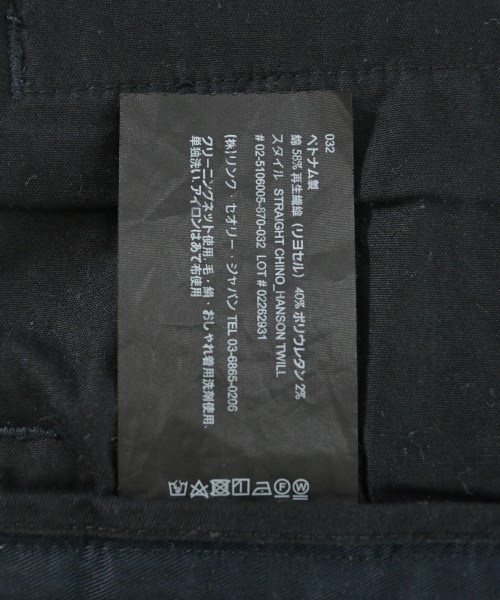 032
ベトナム製
綿 58% 再生繊維 (リヨセル) 40% ポリウレタン 2%
スタイル STRAIGHT CHINO_HANSON TWILL
# 02-5106005-870-032 LOT # 02262931
(株)リンク・セオリー・ジャパン TEL 03-6865-0206
クリーニングネット使用. 毛・絹 おしゃれ着用洗剤使用.
単独洗い. アイロンはあて布使用